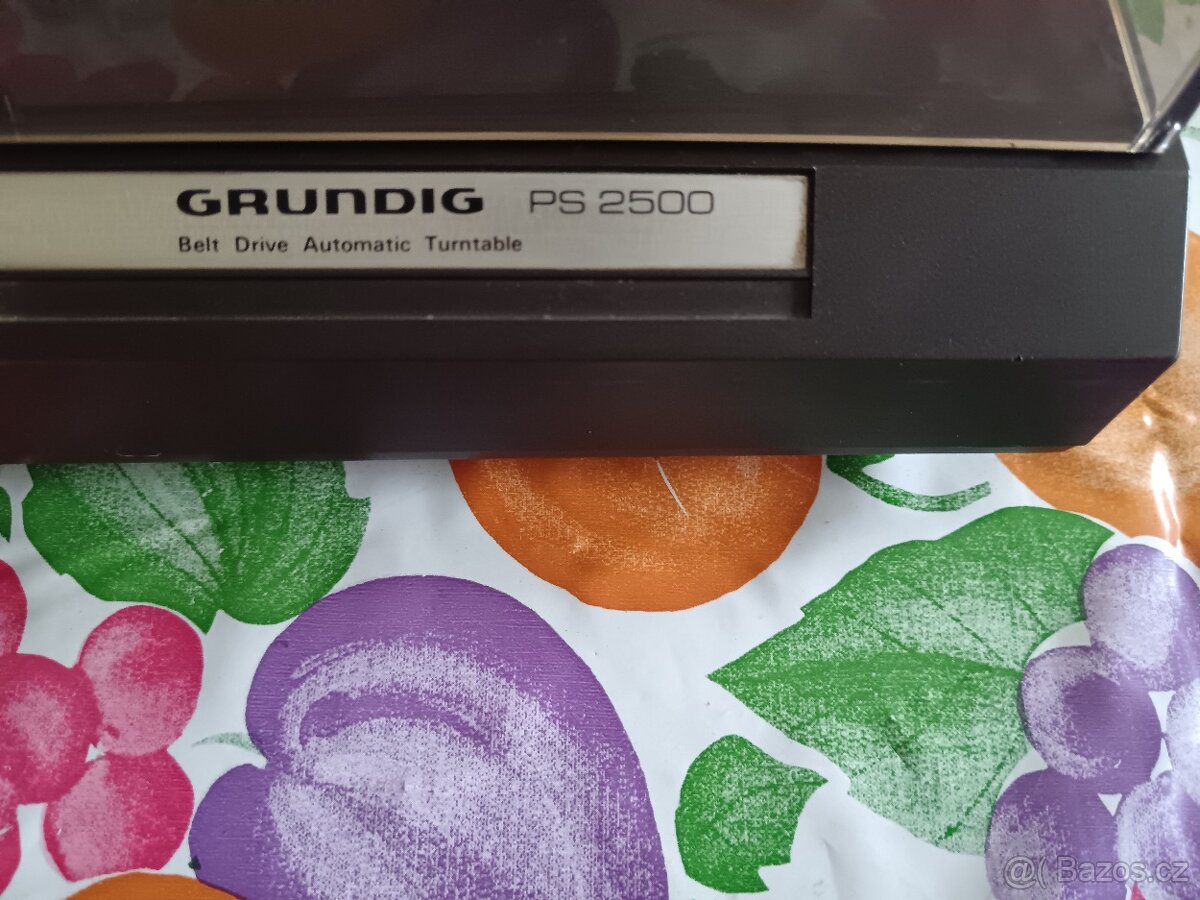 GRUNDIG PS 2500
Belt Drive Automatic Turntable
@( Bazos.cz